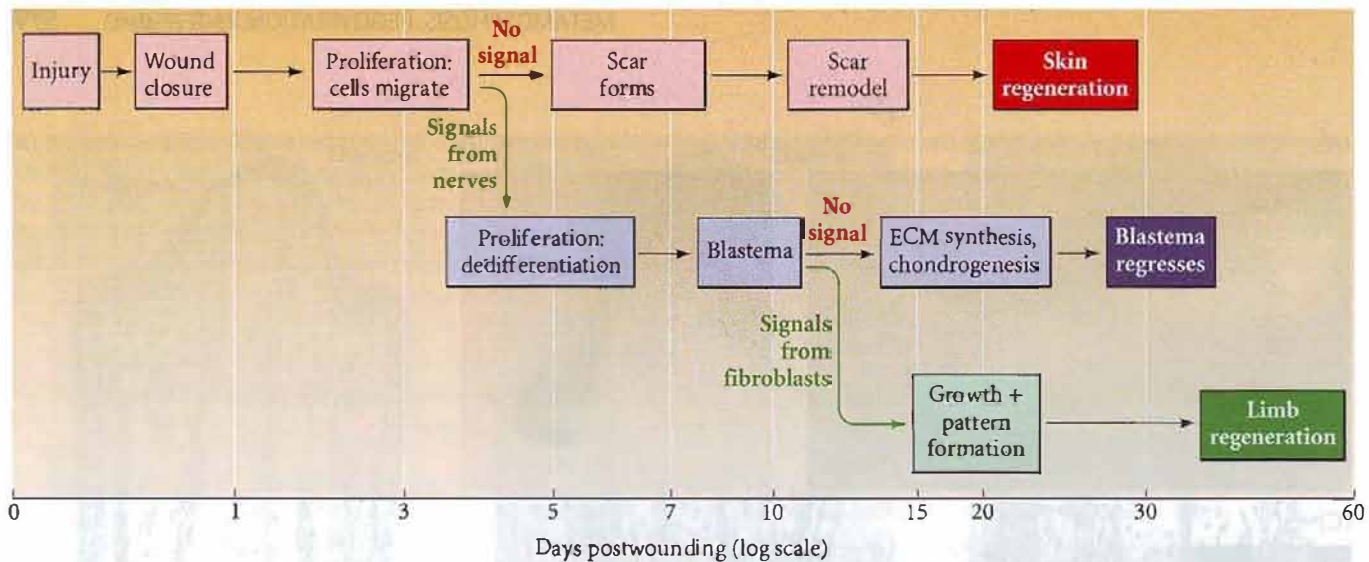 Injury
Wound
closure
Proliferation:
cells migrate
No
signal
Scar
forms
Scar
remodel
Skin
regeneration
Signals
from
nerves
Proliferation:
dedifferentiation
Blastema
No
signal
ECM synthesis,
chondrogenesis
Blastema
regresses
Signals
from
fibroblasts
Growth +
pattern
formation
Limb
regeneration
0 1 3 5 7 10 15 20 30 60
Days postwounding (log scale)